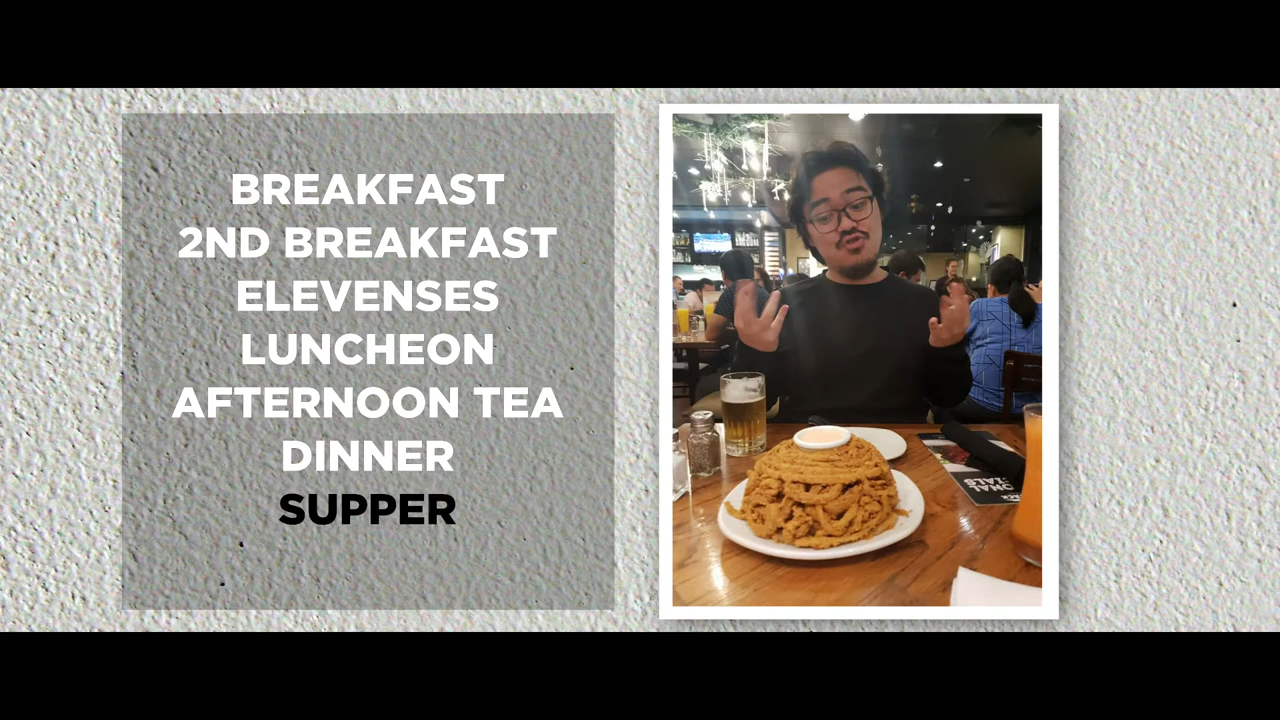 BREAKFAST
2ND BREAKFAST
ELEVENSES
LUNCHEON
AFTERNOON TEA
DINNER
SUPPER